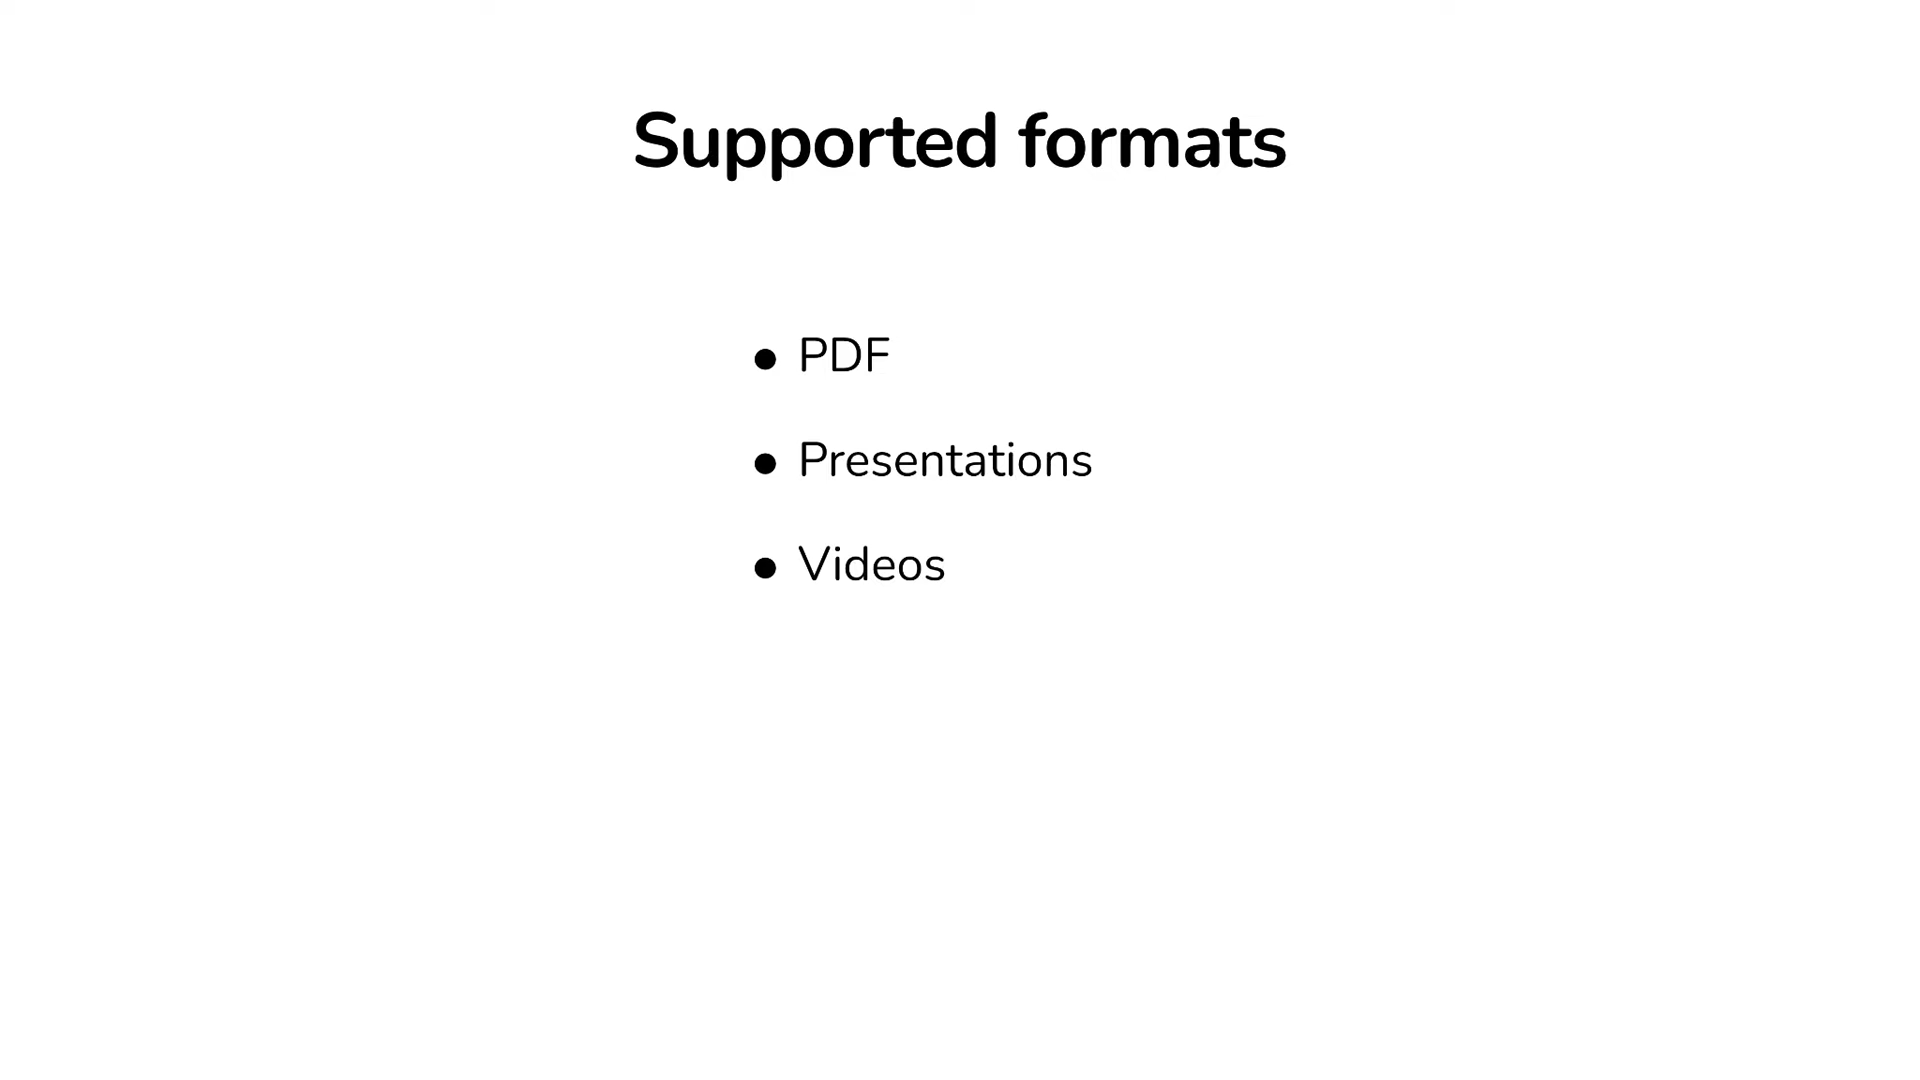 Supported formats
● PDF
● Presentations
● Videos